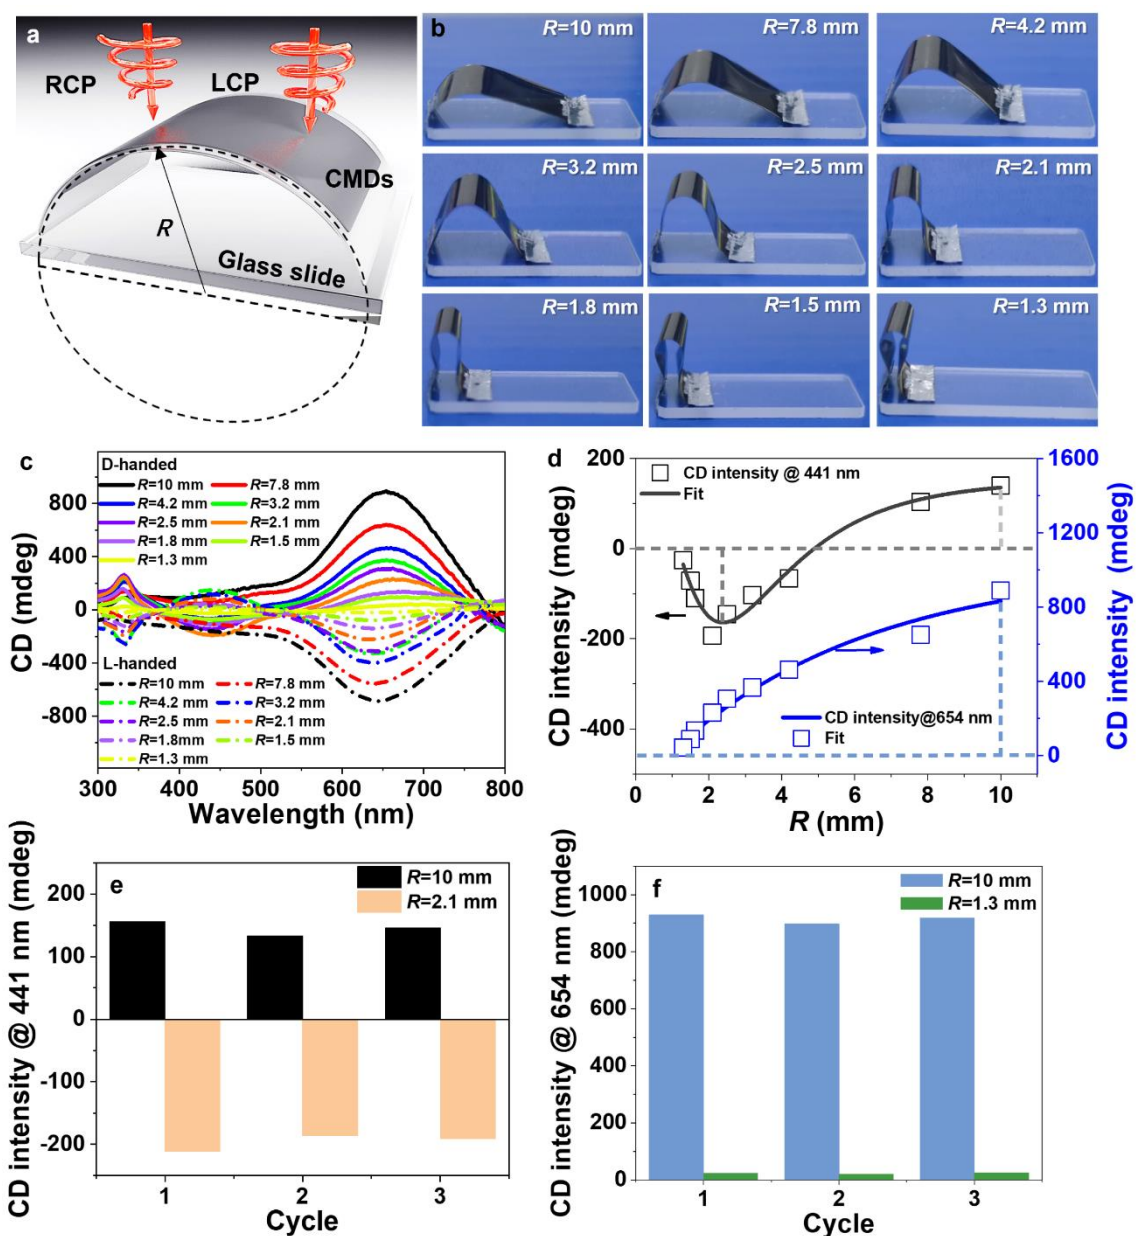 a
RCP
LCP
CMDs
R
Glass slide
b
R=10 mm
R=7.8 mm
R=4.2 mm
R=3.2 mm
R=2.5 mm
R=2.1 mm
R=1.8 mm
R=1.5 mm
R=1.3 mm
c
D-handed
R=10 mm R=7.8 mm
R=4.2 mm R=3.2 mm
R=2.5 mm R=2.1 mm
R=1.8 mm R=1.5 mm
R=1.3 mm
L-handed
R=10 mm R=7.8 mm
R=4.2 mm R=3.2 mm
R=2.5 mm R=2.1 mm
R=1.8mm R=1.5 mm
R=1.3 mm
CD (mdeg)
800
400
0
-400
-800
300 400 500 600 700 800
Wavelength (nm)
d
CD intensity @ 441 nm
Fit
CD intensity@654 nm
Fit
CD intensity (mdeg)
200
0
-200
-400
CD intensity (mdeg)
1600
1200
800
400
0
0 2 4 6 8 10
R (mm)
e
R=10 mm
R=2.1 mm
CD intensity @ 441 nm (mdeg)
200
100
0
-100
-200
1 2 3
Cycle
f
R=10 mm
R=1.3 mm
CD intensity @ 654 nm (mdeg)
1000
800
600
400
200
0
1 2 3
Cycle